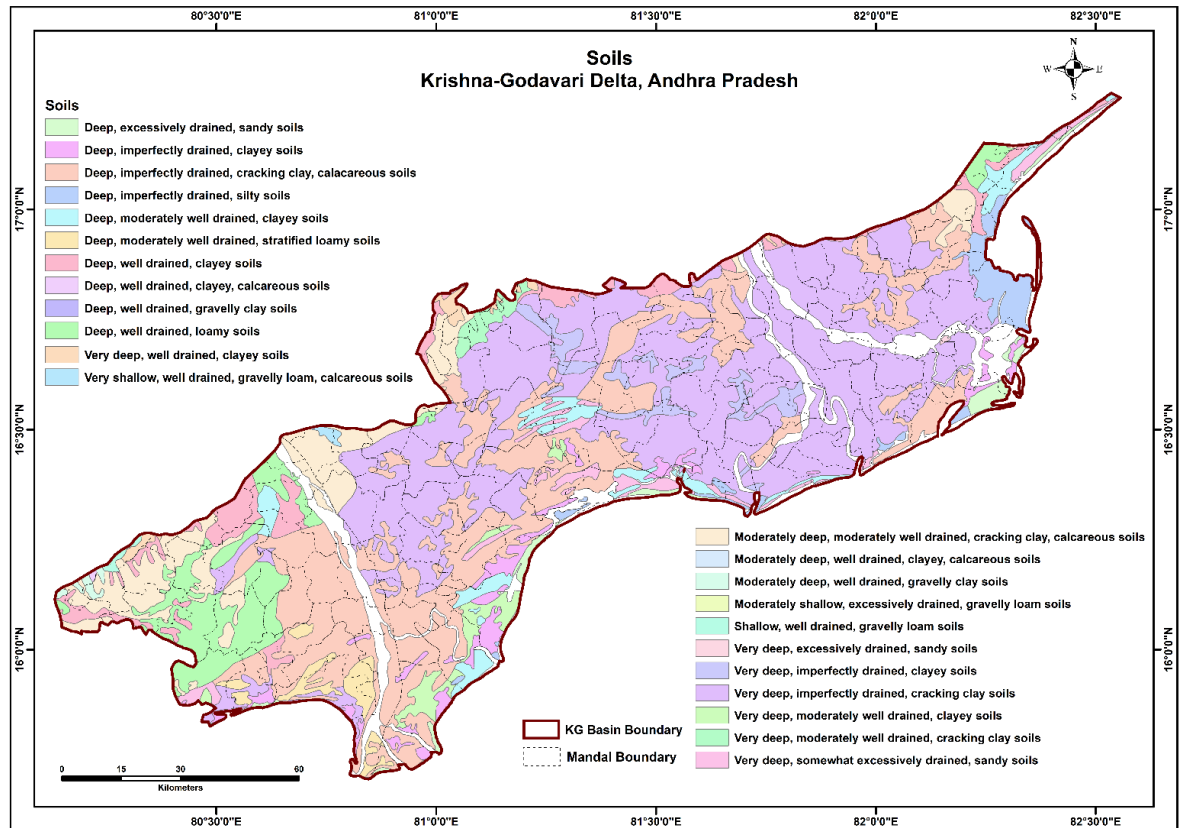 80°30'0"E
81°0'0"E
81°30'0"E
82°0'0"E
82°30'0"E
Soils
Krishna-Godavari Delta, Andhra Pradesh
N
W
E
S
Soils
Deep, excessively drained, sandy soils
Deep, imperfectly drained, clayey soils
Deep, imperfectly drained, cracking clay, calacareous soils
Deep, imperfectly drained, silty soils
Deep, moderately well drained, clayey soils
Deep, moderately well drained, stratified loamy soils
Deep, well drained, clayey soils
Deep, well drained, clayey, calcareous soils
Deep, well drained, gravelly clay soils
Deep, well drained, loamy soils
Very deep, well drained, clayey soils
Very shallow, well drained, gravelly loam, calcareous soils
17°0'0"N
17°0'0"N
16°30'0"N
16°30'0"N
16°0'0"N
16°0'0"N
Moderately deep, moderately well drained, cracking clay, calcareous soils
Moderately deep, well drained, clayey, calcareous soils
Moderately deep, well drained, gravelly clay soils
Moderately shallow, excessively drained, gravelly loam soils
Shallow, well drained, gravelly loam soils
Very deep, excessively drained, sandy soils
Very deep, imperfectly drained, clayey soils
Very deep, imperfectly drained, cracking clay soils
Very deep, moderately well drained, clayey soils
Very deep, moderately well drained, cracking clay soils
Very deep, somewhat excessively drained, sandy soils
KG Basin Boundary
Mandal Boundary
0 15 30 60
Kilometers
80°30'0"E
81°0'0"E
81°30'0"E
82°0'0"E
82°30'0"E